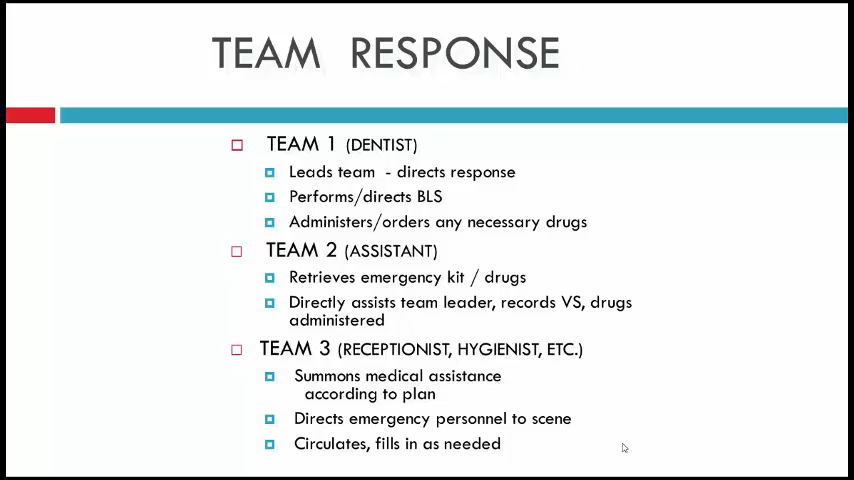 TEAM RESPONSE
TEAM 1 (DENTIST)
Leads team - directs response
Performs/directs BLS
Administers/orders any necessary drugs
TEAM 2 (ASSISTANT)
Retrieves emergency kit / drugs
Directly assists team leader, records VS, drugs
administered
TEAM 3 (RECEPTIONIST, HYGIENIST, ETC.)
Summons medical assistance
according to plan
Directs emergency personnel to scene
Circulates, fills in as needed